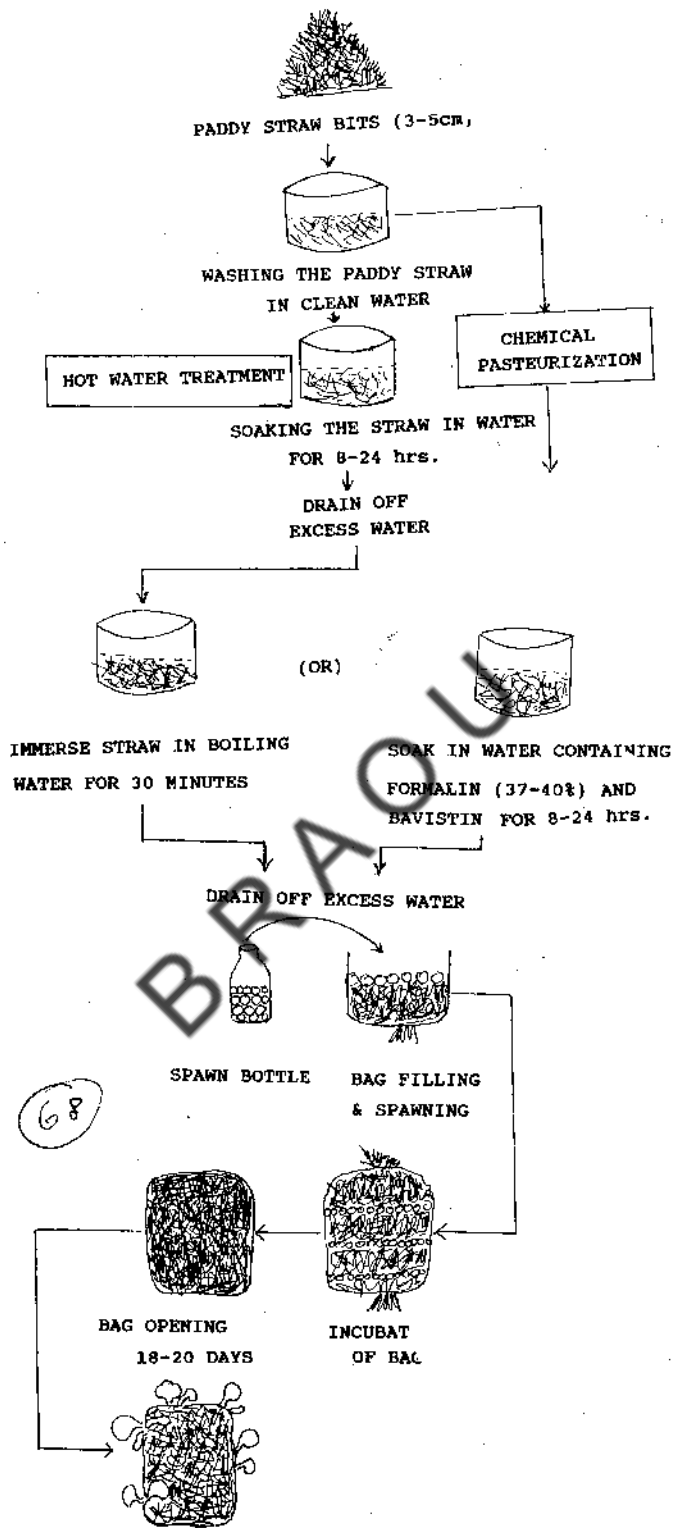 PADDY STRAW BITS (3-5cm,
WASHING THE PADDY STRAW
IN CLEAN WATER
CHEMICAL
PASTEURIZATION
HOT WATER TREATMENT
SOAKING THE STRAW IN WATER
FOR 8-24 hrs.
DRAIN OFF
EXCESS WATER
(OR)
IMMERSE STRAW IN BOILING
WATER FOR 30 MINUTES
SOAK IN WATER CONTAINING
FORMALIN (37-40%) AND
BAVISTIN FOR 8-24 hrs.
DRAIN OFF EXCESS WATER
BRAOU
SPAWN BOTTLE
BAG FILLING
& SPAWNING
68
BAG OPENING
18-20 DAYS
INCUBAT
OF BAG